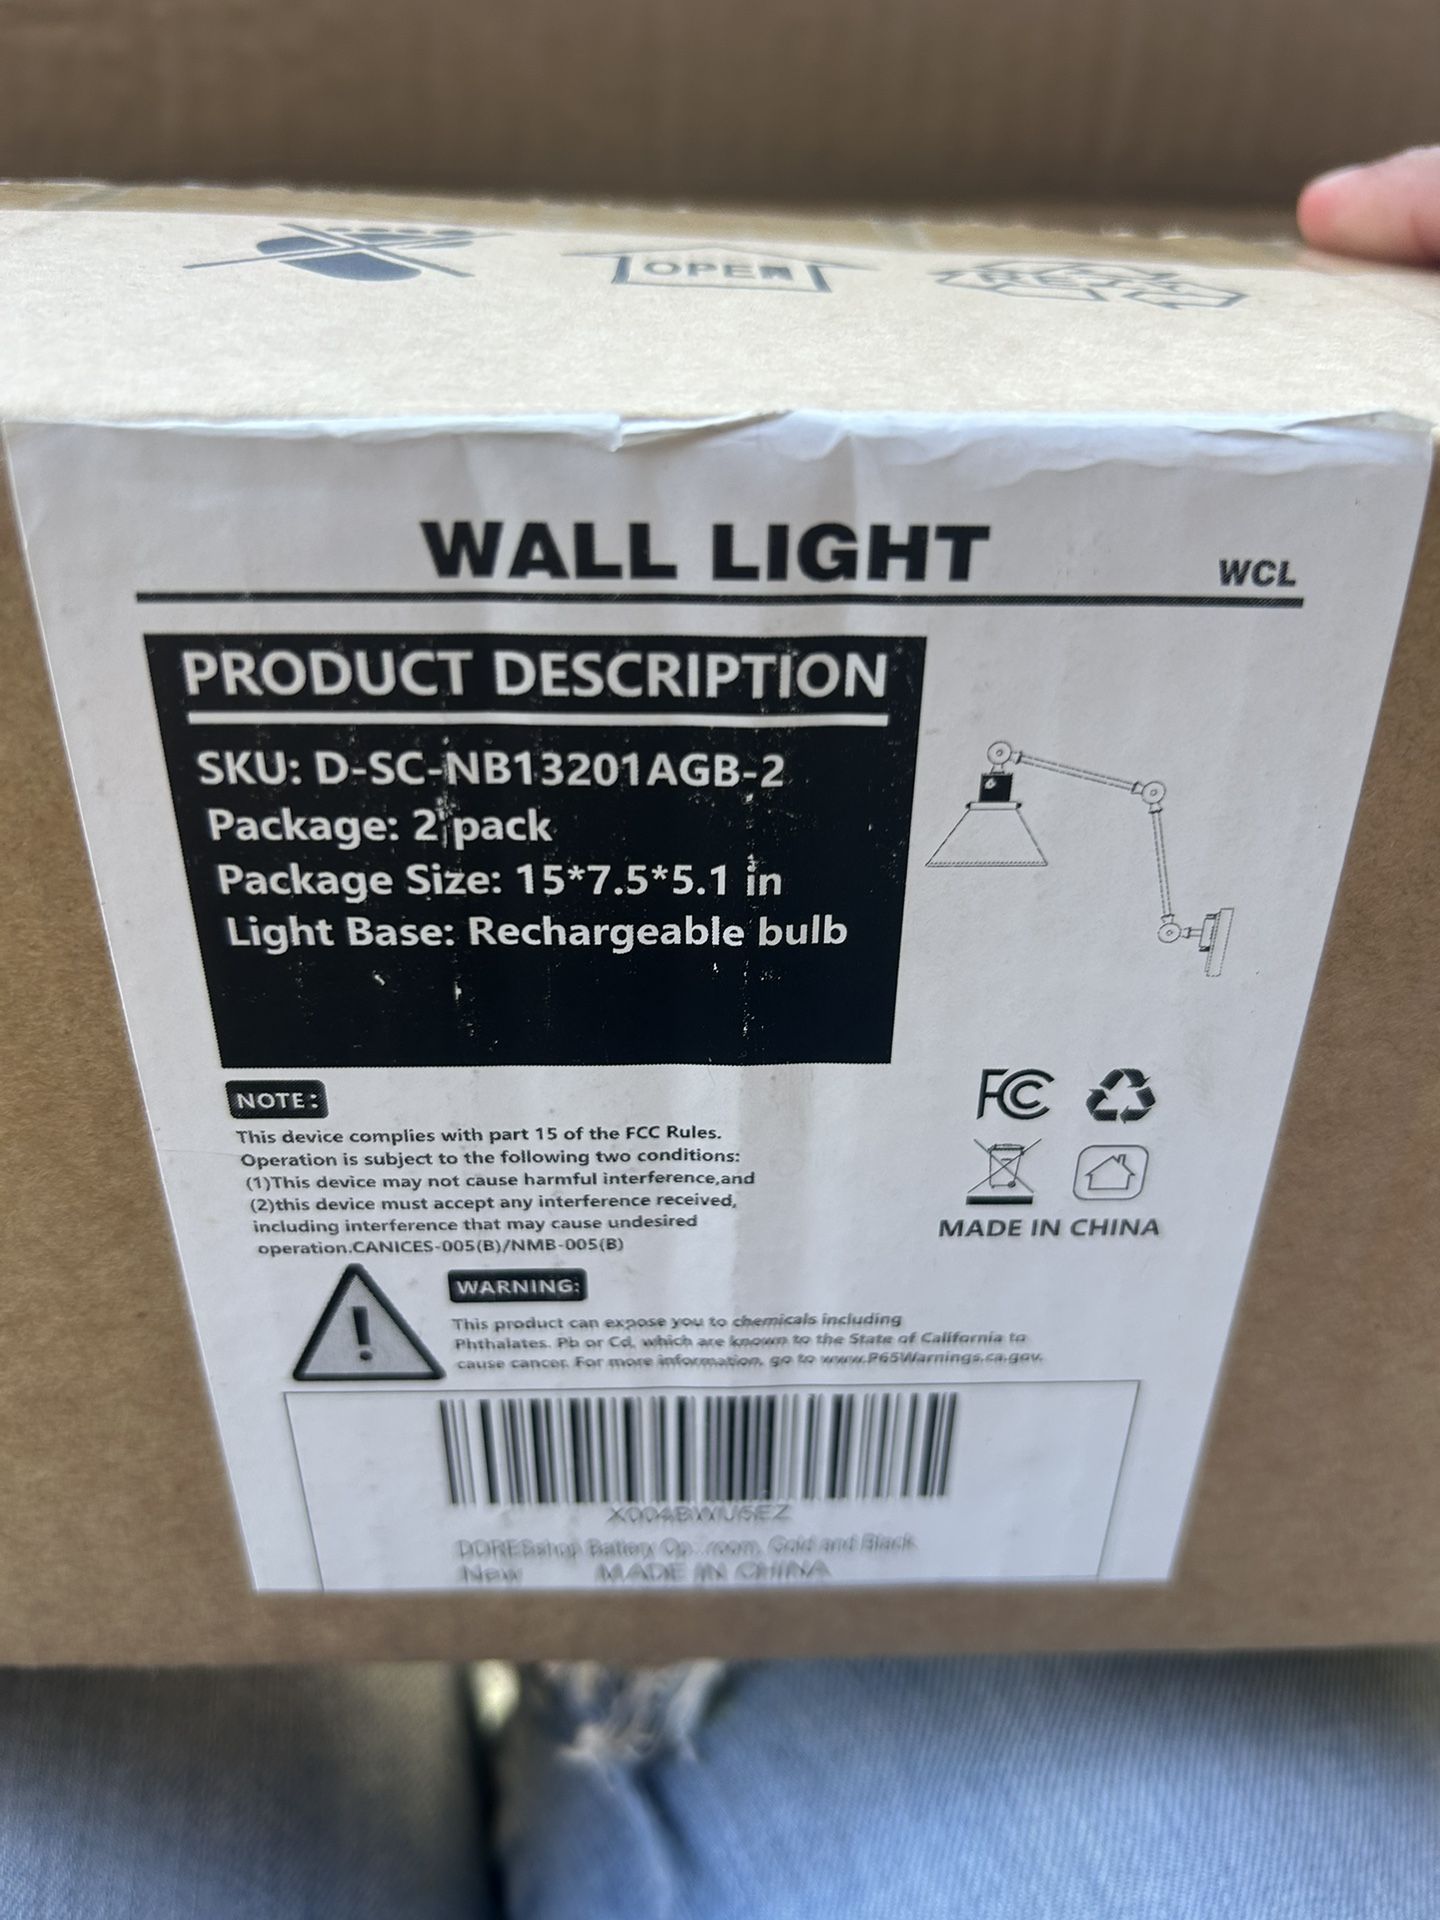 OPEN
WALL LIGHT
WCL
PRODUCT DESCRIPTION
SKU: D-SC-NB13201AGB-2
Package: 2 pack
Package Size: 15*7.5*5.1 in
Light Base: Rechargeable bulb
NOTE:
This device complies with part 15 of the FCC Rules.
Operation is subject to the following two conditions:
(1)This device may not cause harmful interference,and
(2)this device must accept any interference received,
including interference that may cause undesired
operation.CANICES-005(B)/NMB-005(B)
FC
MADE IN CHINA
WARNING:
This product can expose you to chemicals including
Phthalates. Pb or Cd, which are known to the State of California to
cause cancer. For more information, go to www.P65Warnings.ca.gov.
X004BWU5EZ
DORESshop Battery Op...room, Gold and Black
New MADE IN CHINA